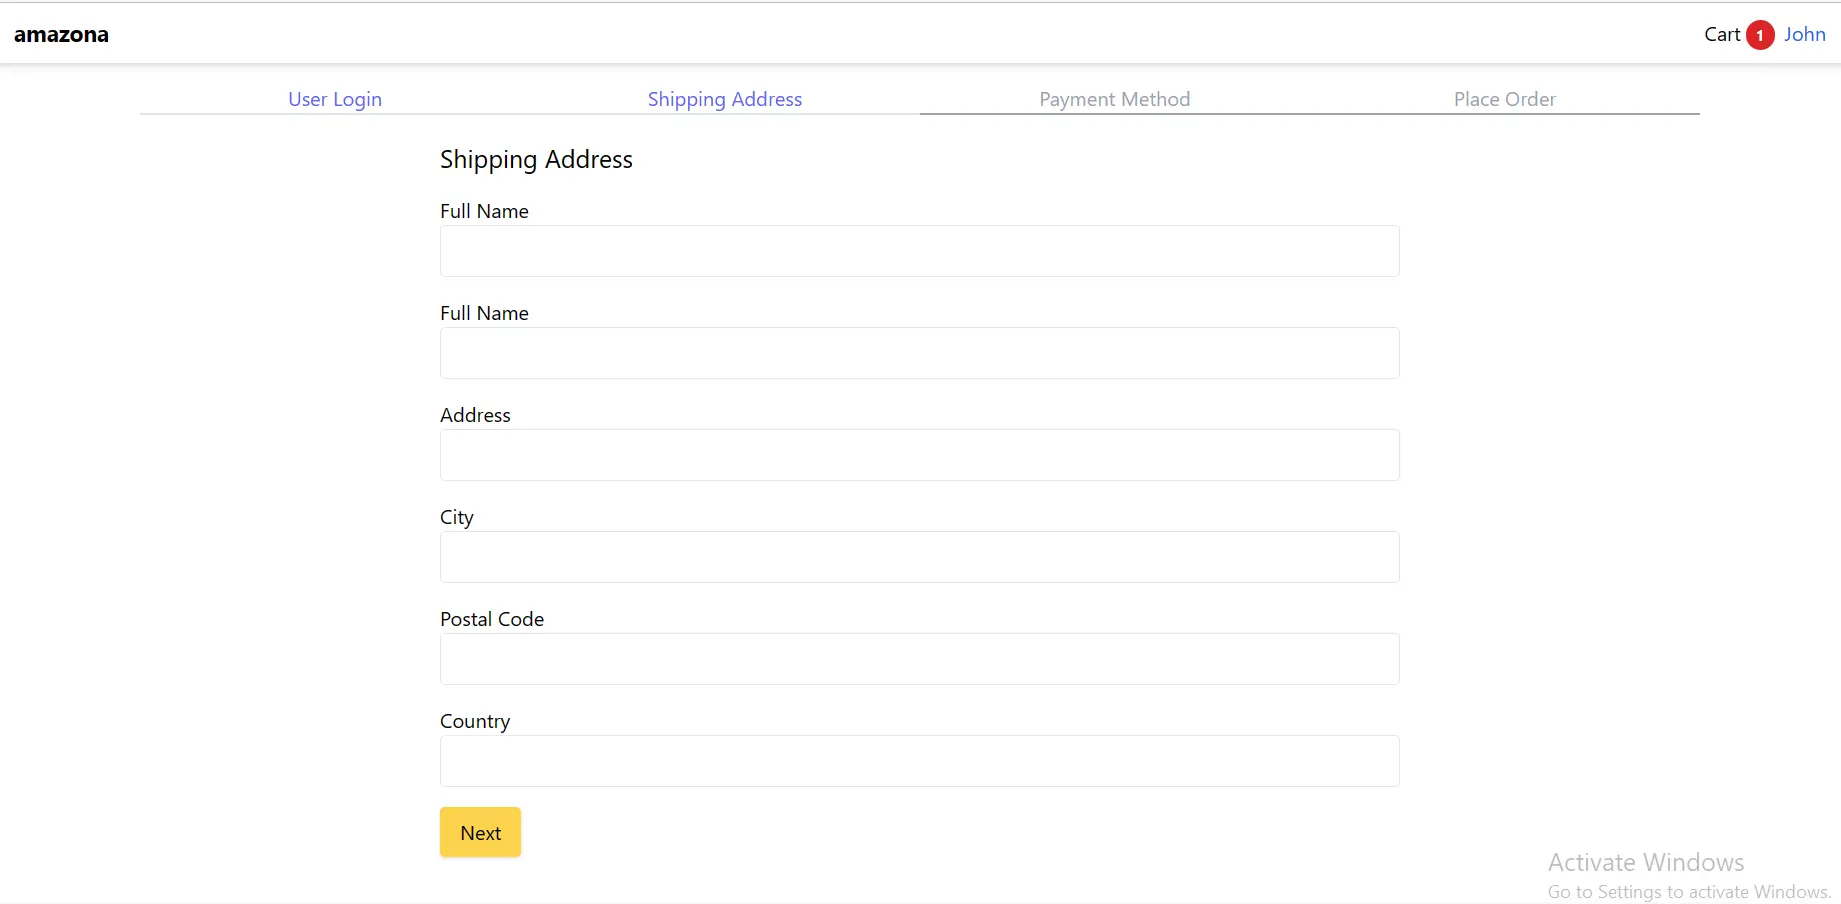 amazona Cart 1 John
User Login Shipping Address Payment Method Place Order
Shipping Address
Full Name
Full Name
Address
City
Postal Code
Country
Next
Activate Windows
Go to Settings to activate Windows.